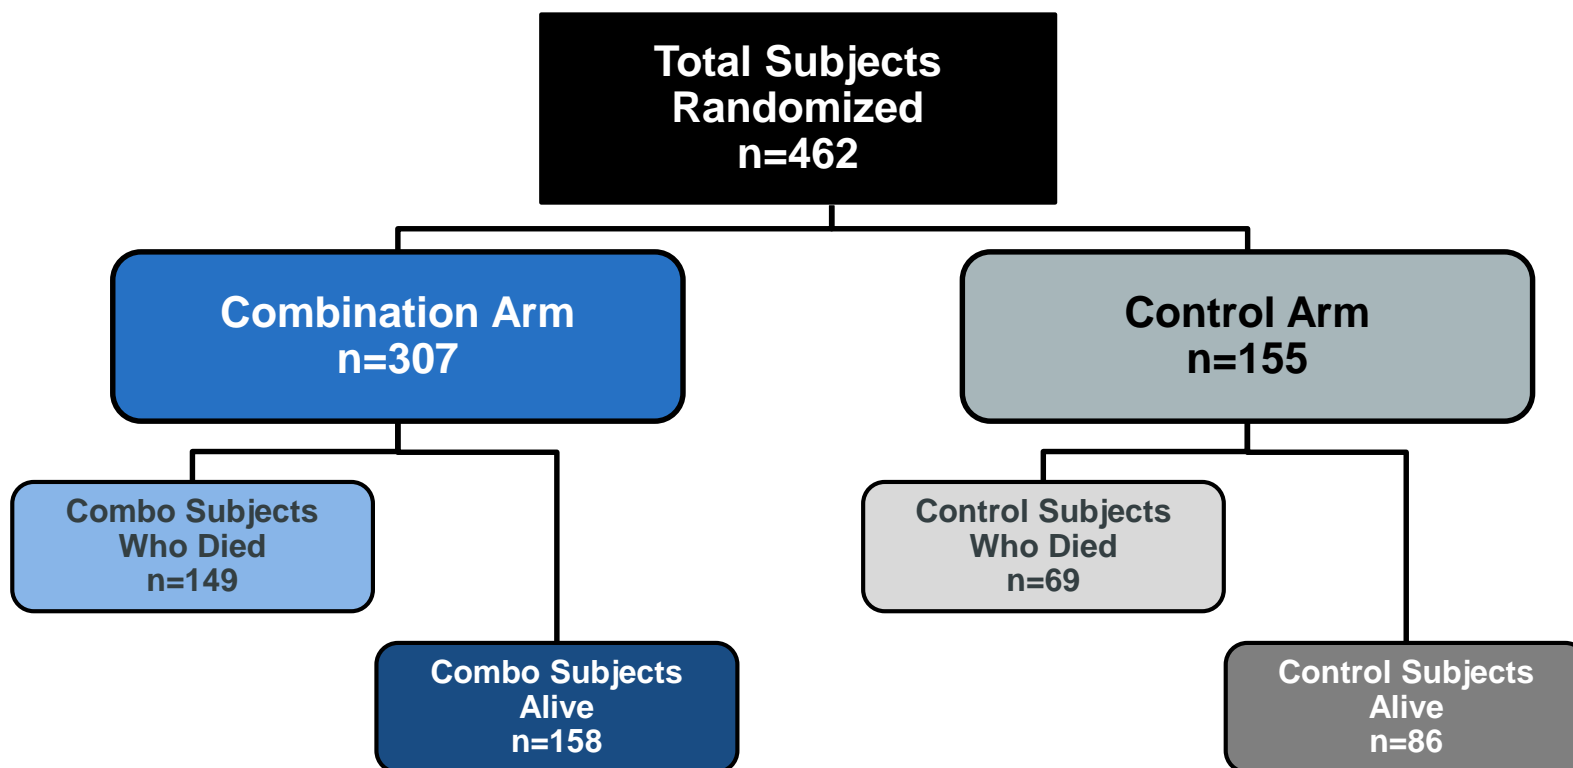 Total Subjects
Randomized
n=462
Combination Arm
n=307
Control Arm
n=155
Combo Subjects
Who Died
n=149
Control Subjects
Who Died
n=69
Combo Subjects
Alive
n=158
Control Subjects
Alive
n=86